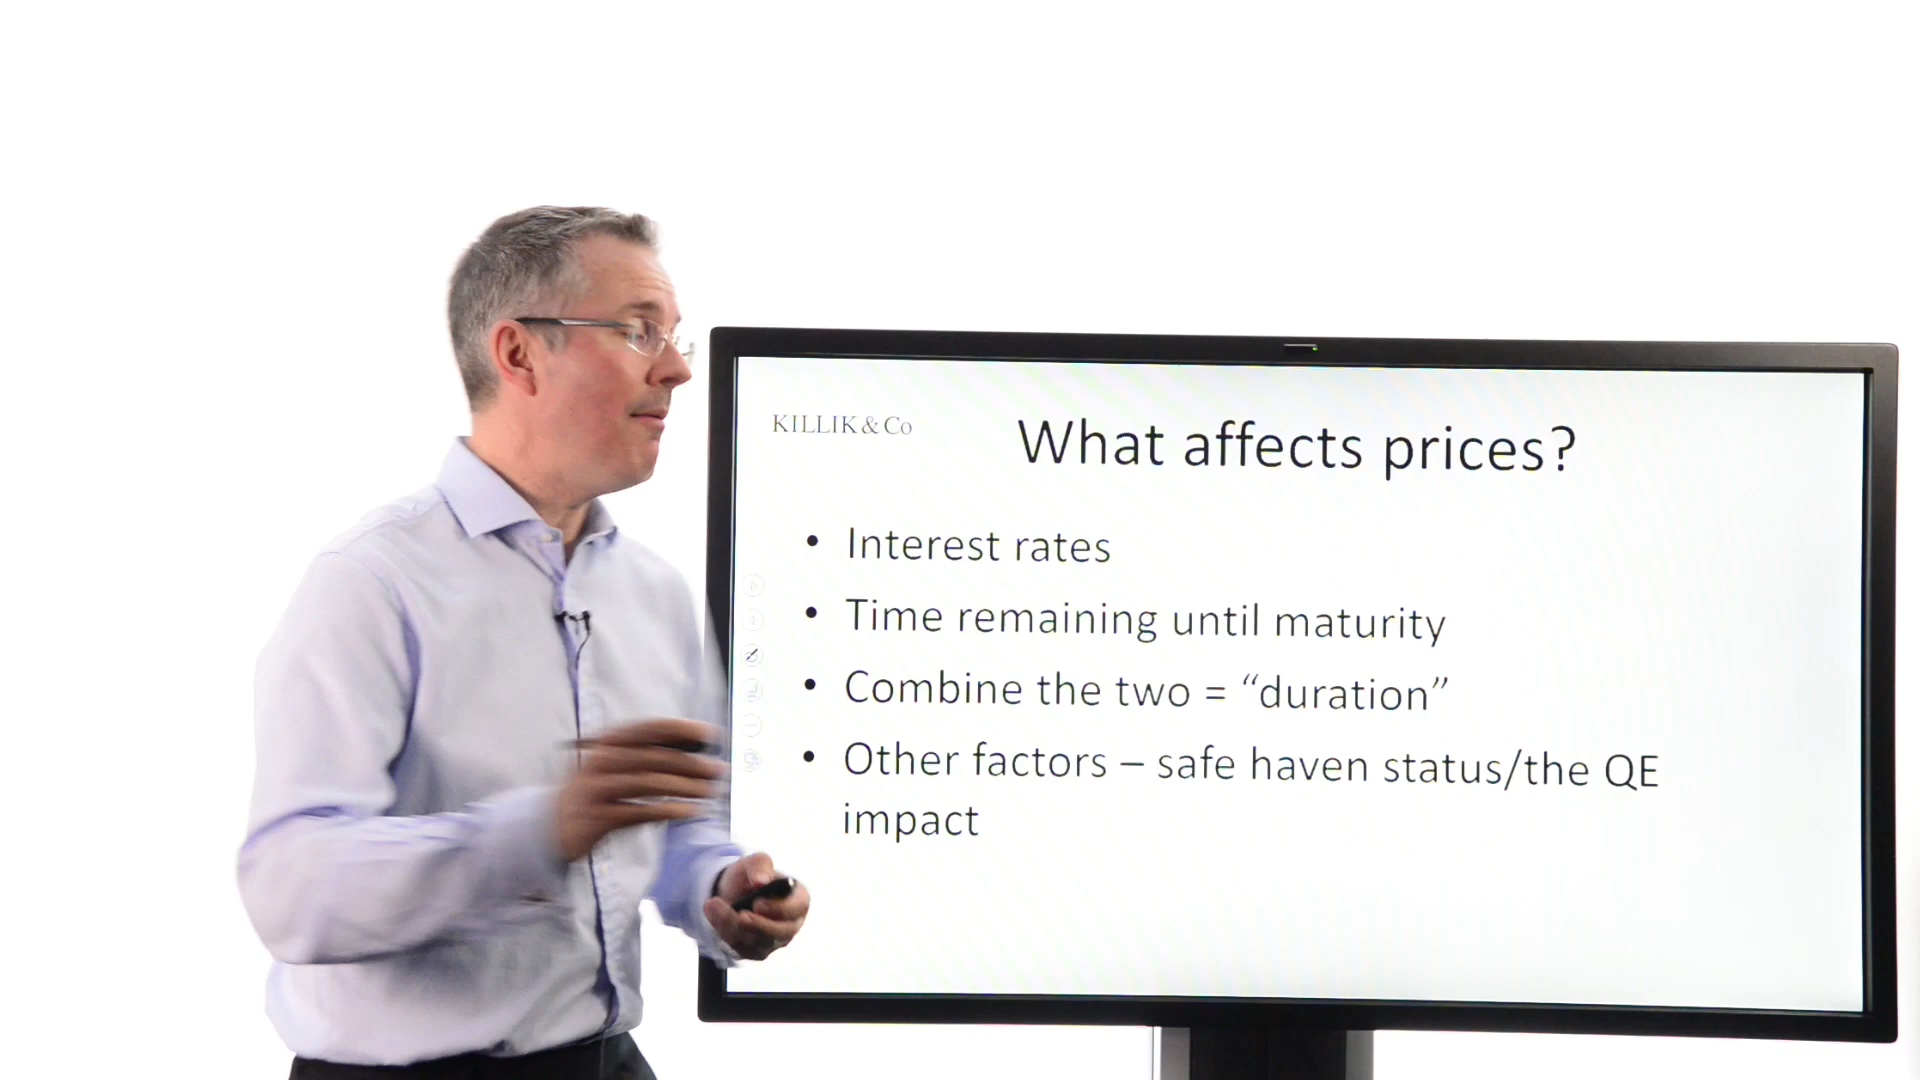 KILLIK & Co
What affects prices?
• Interest rates
• Time remaining until maturity
• Combine the two = “duration”
• Other factors – safe haven status/the QE
impact